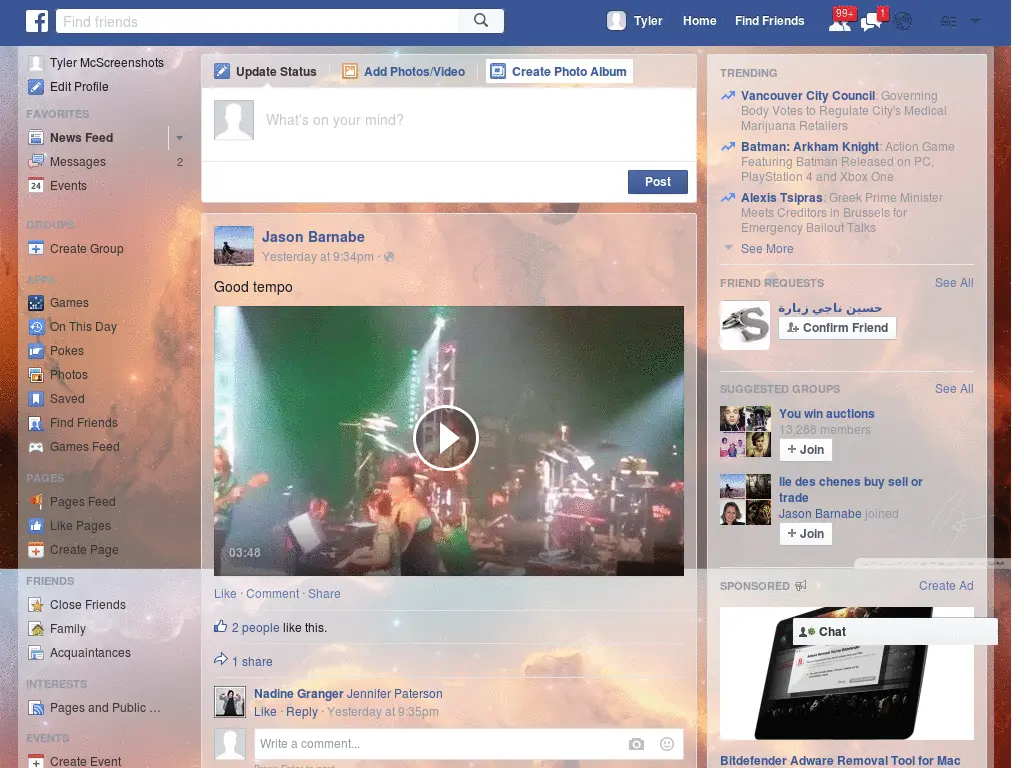 Find friends
Tyler
Home
Find Friends
99+
1
Tyler McScreenshots
Edit Profile
FAVORITES
News Feed
Messages
2
24
Events
GROUPS
Create Group
APPS
Games
On This Day
Pokes
Photos
Saved
Find Friends
Games Feed
PAGES
Pages Feed
Like Pages
Create Page
FRIENDS
Close Friends
Family
Acquaintances
INTERESTS
Pages and Public ...
EVENTS
Create Event
Update Status
Add Photos/Video
Create Photo Album
What's on your mind?
Post
Jason Barnabe
Yesterday at 9:34pm ·
Good tempo
03:48
Like · Comment · Share
2 people like this.
1 share
Nadine Granger Jennifer Paterson
Like · Reply · Yesterday at 9:35pm
Write a comment...
TRENDING
Vancouver City Council: Governing
Body Votes to Regulate City's Medical
Marijuana Retailers
Batman: Arkham Knight: Action Game
Featuring Batman Released on PC,
PlayStation 4 and Xbox One
Alexis Tsipras: Greek Prime Minister
Meets Creditors in Brussels for
Emergency Bailout Talks
See More
FRIEND REQUESTS
See All
حسين ناجي زبارة
Confirm Friend
SUGGESTED GROUPS
See All
You win auctions
13,288 members
+ Join
Ile des chenes buy sell or
trade
Jason Barnabe joined
+ Join
SPONSORED
Create Ad
Chat
Bitdefender Adware Removal Tool for Mac